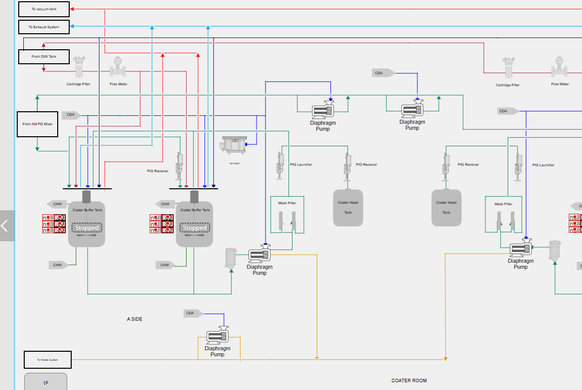 To vacuum tank
To Exhaust System
From DIW Tank
Cartridge Filter
Flow Meter
CDA
Cartridge Filter
Flow Meter
CDA
CDA
From AM PD Mixer
Diaphragm
Pump
Diaphragm
Pump
PIG Receiver
PIG Launcher
PIG Receiver
PIG Receiver
PIG Launcher
CHW
CHW
Coater Buffer Tank
Stopped
Coater Buffer Tank
Stopped
Mesh Filter
Coater Head
Tank
Coater Head
Tank
Mesh Filter
CHW
CHW
Diaphragm
Pump
Diaphragm
Pump
CDA
A SIDE
Diaphragm
Pump
To Waste System
1F
COATER ROOM